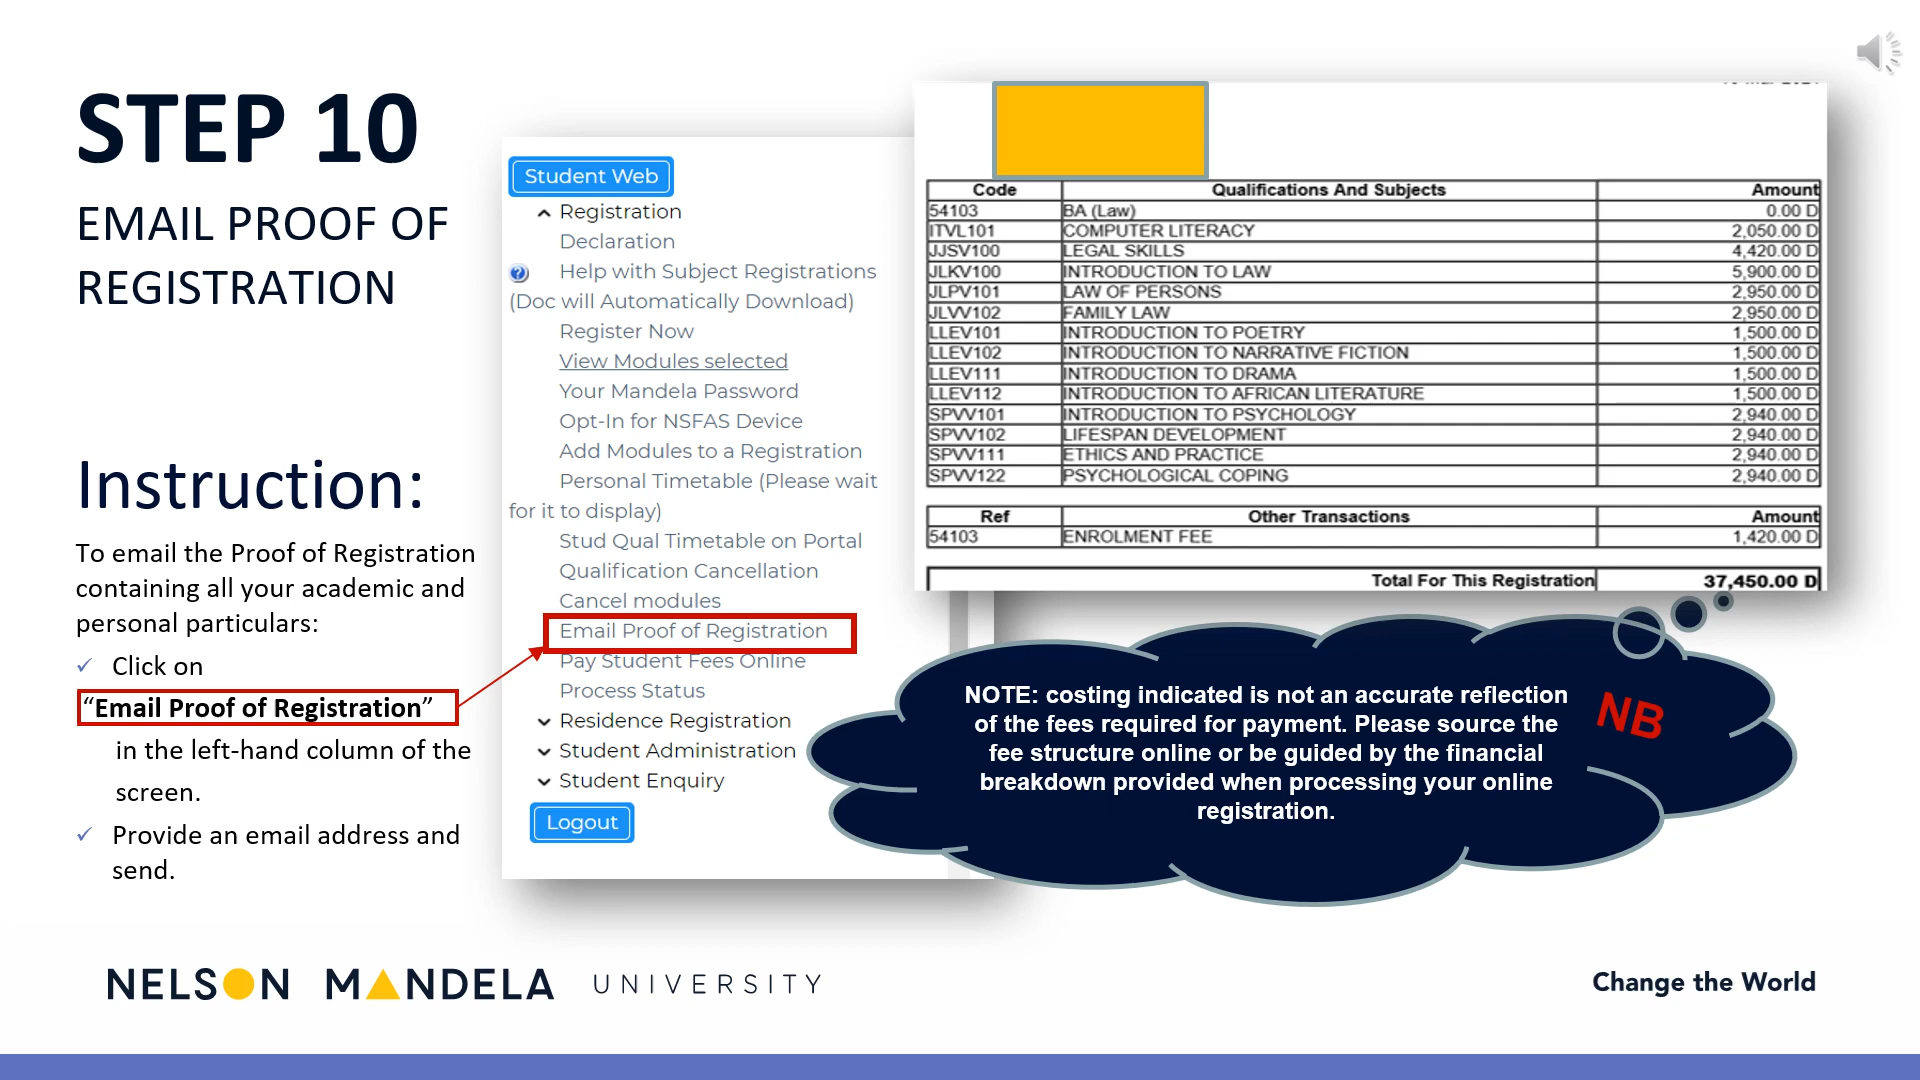 STEP 10
EMAIL PROOF OF
REGISTRATION
Instruction:
To email the Proof of Registration
containing all your academic and
personal particulars:
✓ Click on
“Email Proof of Registration”
in the left-hand column of the
screen.
✓ Provide an email address and
send.
Student Web
Registration
Declaration
Help with Subject Registrations
(Doc will Automatically Download)
Register Now
View Modules selected
Your Mandela Password
Opt-In for NSFAS Device
Add Modules to a Registration
Personal Timetable (Please wait
for it to display)
Stud Qual Timetable on Portal
Qualification Cancellation
Cancel modules
Email Proof of Registration
Pay Student Fees Online
Process Status
Residence Registration
Student Administration
Student Enquiry
Logout
Code Qualifications And Subjects Amount
54103 BA (Law) 0.00 D
ITVL101 COMPUTER LITERACY 2,050.00 D
JJSV100 LEGAL SKILLS 4,420.00 D
JLKV100 INTRODUCTION TO LAW 5,900.00 D
JLPV101 LAW OF PERSONS 2,950.00 D
JLVV102 FAMILY LAW 2,950.00 D
LLEV101 INTRODUCTION TO POETRY 1,500.00 D
LLEV102 INTRODUCTION TO NARRATIVE FICTION 1,500.00 D
LLEV111 INTRODUCTION TO DRAMA 1,500.00 D
LLEV112 INTRODUCTION TO AFRICAN LITERATURE 1,500.00 D
SPVV101 INTRODUCTION TO PSYCHOLOGY 2,940.00 D
SPVV102 LIFESPAN DEVELOPMENT 2,940.00 D
SPVV111 ETHICS AND PRACTICE 2,940.00 D
SPVV122 PSYCHOLOGICAL COPING 2,940.00 D
Ref Other Transactions Amount
54103 ENROLMENT FEE 1,420.00 D
Total For This Registration 37,450.00 D
NOTE: costing indicated is not an accurate reflection
of the fees required for payment. Please source the
fee structure online or be guided by the financial
breakdown provided when processing your online
registration.
NB
NELSON MANDELA UNIVERSITY
Change the World